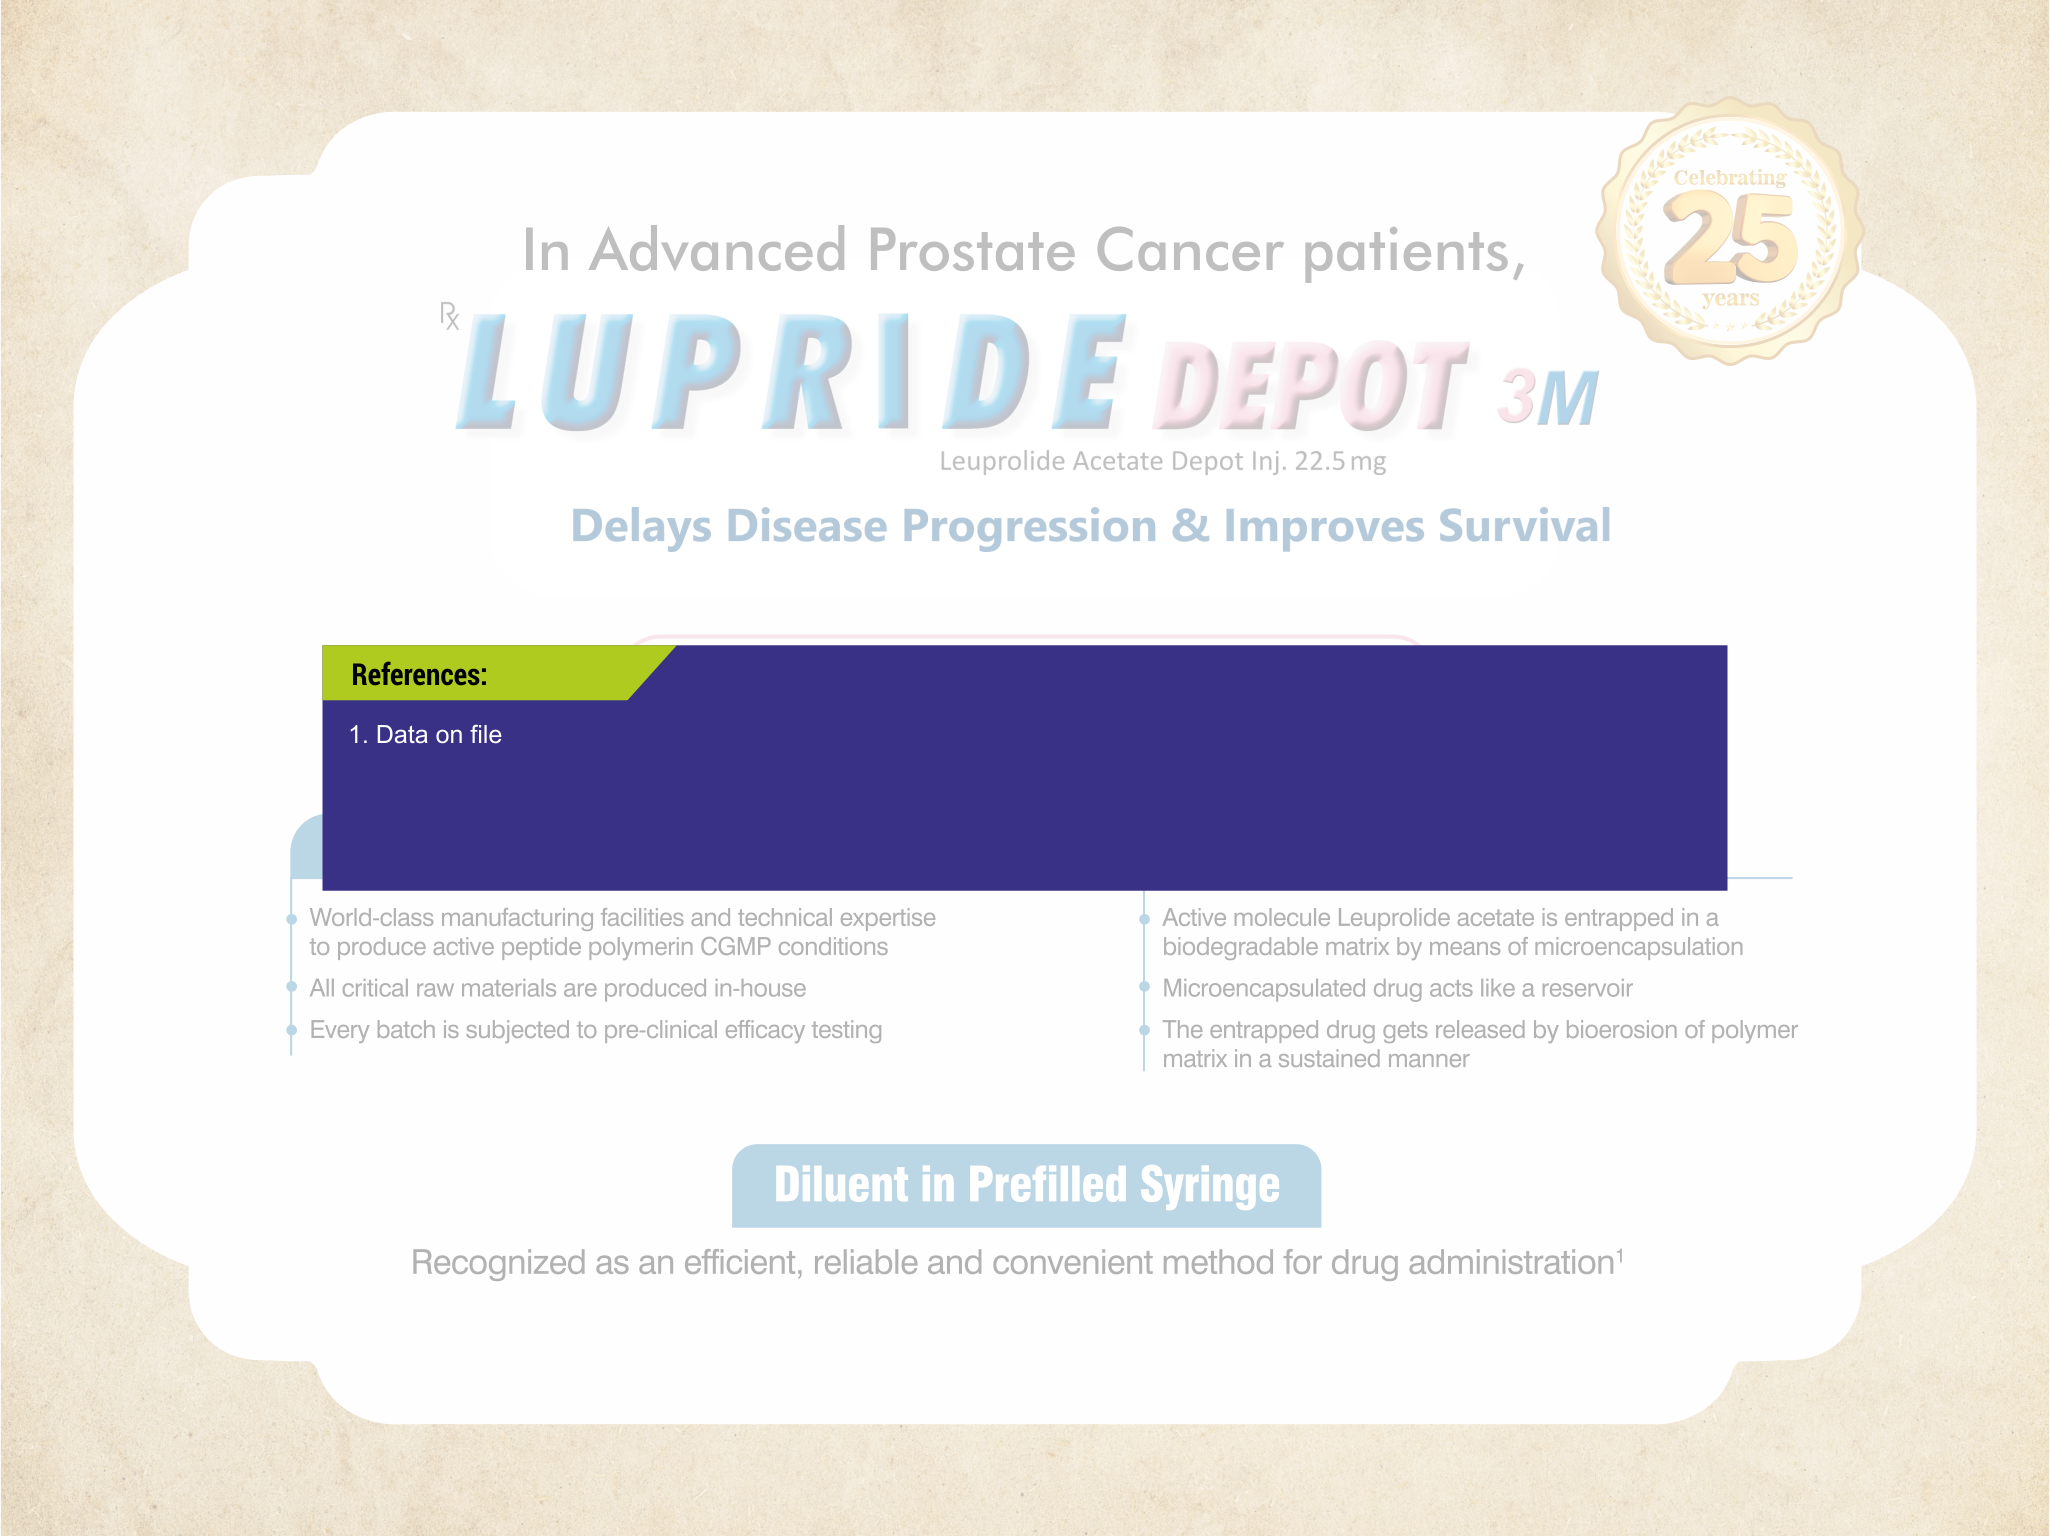 Celebrating
25
years
In Advanced Prostate Cancer patients,
Rx LUPRIDE DEPOT 3M
Leuprolide Acetate Depot Inj. 22.5 mg
Delays Disease Progression & Improves Survival
References:
1. Data on file
World-class manufacturing facilities and technical expertise
to produce active peptide polymerin CGMP conditions
All critical raw materials are produced in-house
Every batch is subjected to pre-clinical efficacy testing
Active molecule Leuprolide acetate is entrapped in a
biodegradable matrix by means of microencapsulation
Microencapsulated drug acts like a reservoir
The entrapped drug gets released by bioerosion of polymer
matrix in a sustained manner
Diluent in Prefilled Syringe
Recognized as an efficient, reliable and convenient method for drug administration1